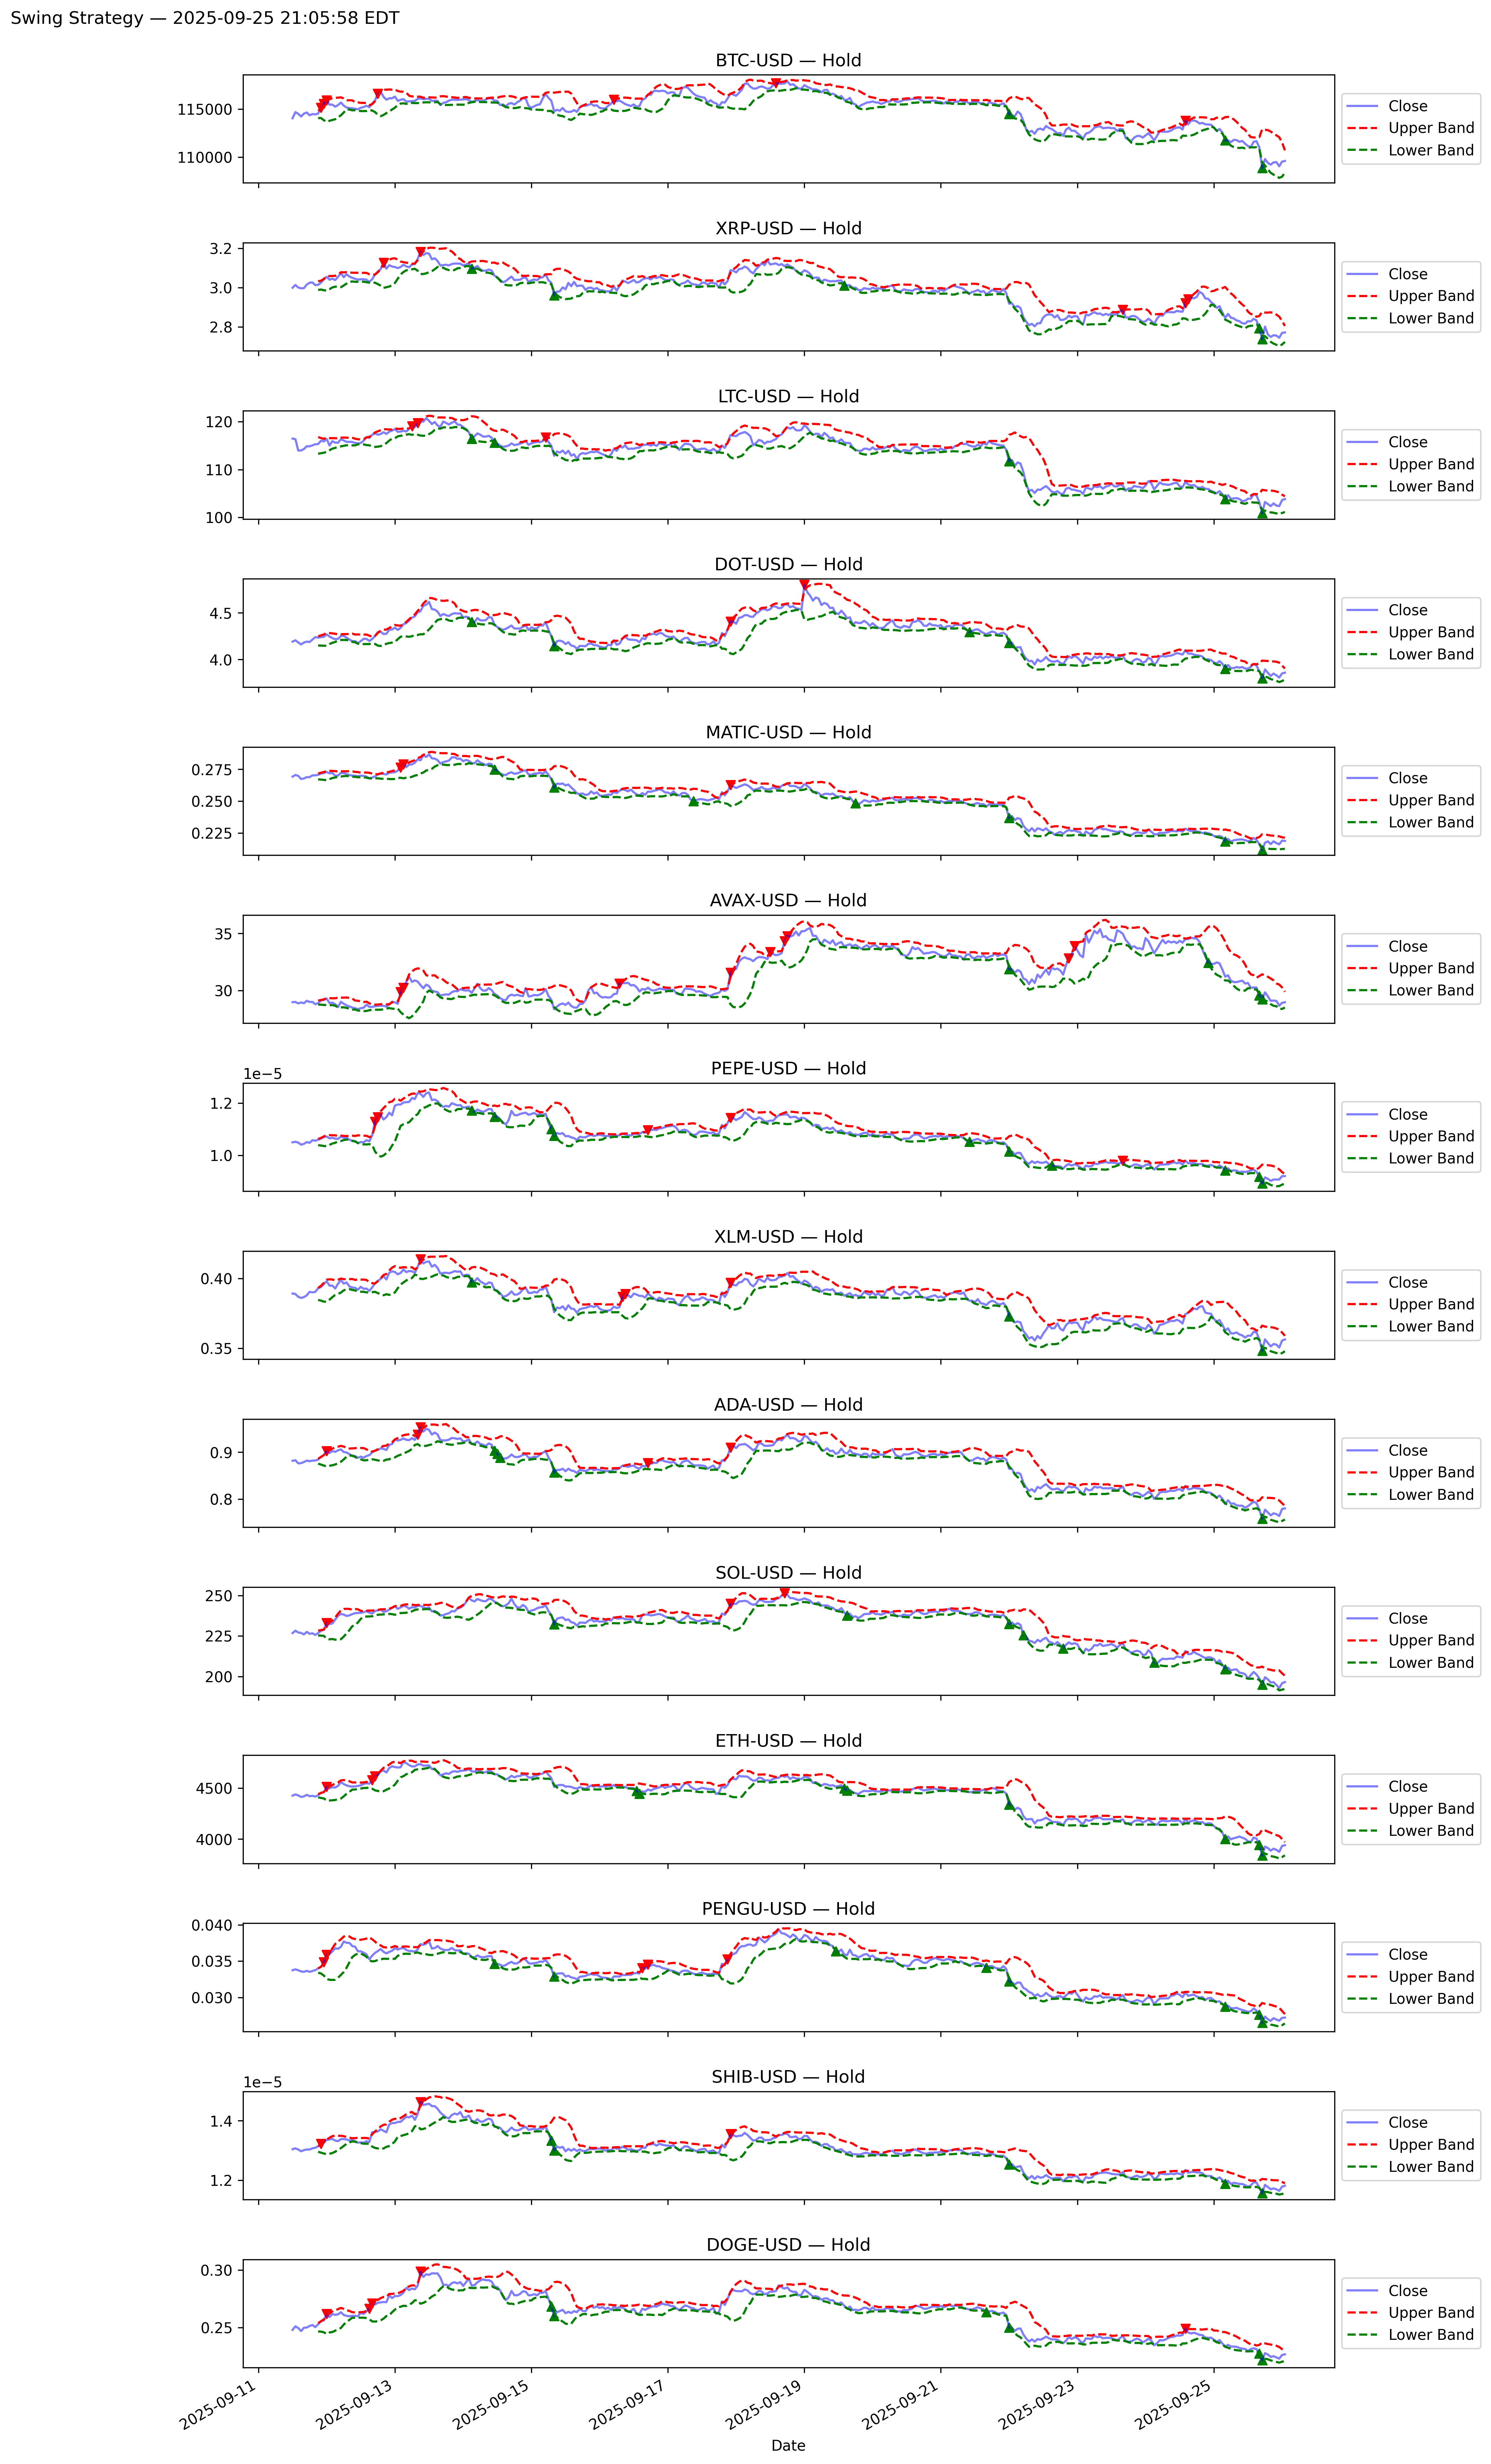 Swing Strategy — 2025-09-25 21:05:58 EDT
BTC-USD — Hold
115000
110000
Close
Upper Band
Lower Band
XRP-USD — Hold
3.2
3.0
2.8
Close
Upper Band
Lower Band
LTC-USD — Hold
120
110
100
Close
Upper Band
Lower Band
DOT-USD — Hold
4.5
4.0
Close
Upper Band
Lower Band
MATIC-USD — Hold
0.275
0.250
0.225
Close
Upper Band
Lower Band
AVAX-USD — Hold
35
30
Close
Upper Band
Lower Band
PEPE-USD — Hold
1e−5
1.2
1.0
Close
Upper Band
Lower Band
XLM-USD — Hold
0.40
0.35
Close
Upper Band
Lower Band
ADA-USD — Hold
0.9
0.8
Close
Upper Band
Lower Band
SOL-USD — Hold
250
225
200
Close
Upper Band
Lower Band
ETH-USD — Hold
4500
4000
Close
Upper Band
Lower Band
PENGU-USD — Hold
0.040
0.035
0.030
Close
Upper Band
Lower Band
SHIB-USD — Hold
1e−5
1.4
1.2
Close
Upper Band
Lower Band
DOGE-USD — Hold
0.30
0.25
Close
Upper Band
Lower Band
2025-09-11
2025-09-13
2025-09-15
2025-09-17
2025-09-19
2025-09-21
2025-09-23
2025-09-25
Date